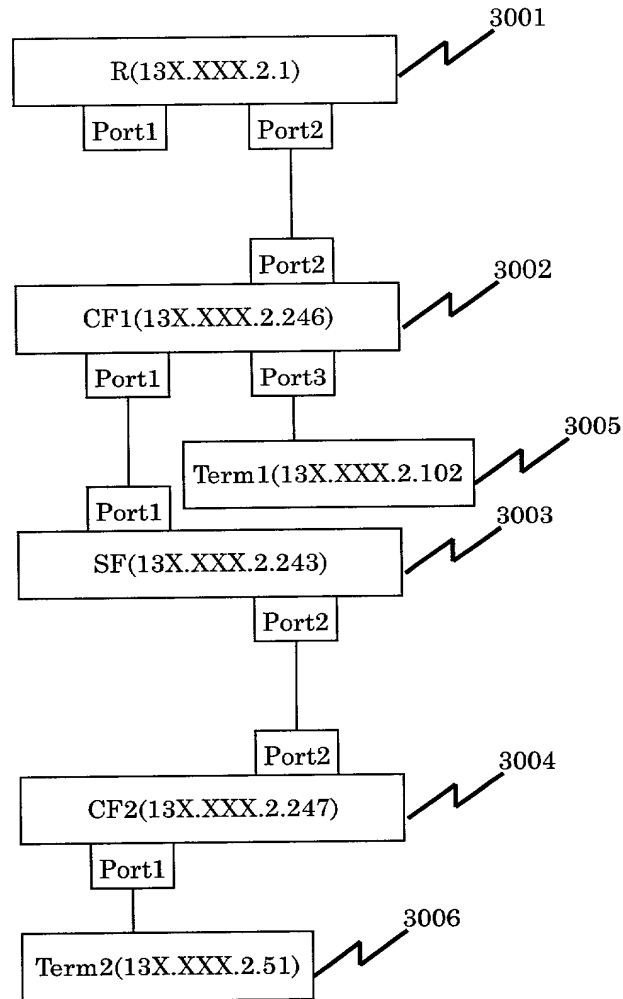 3001
R(13X.XXX.2.1)
Port1
Port2
Port2
3002
CF1(13X.XXX.2.246)
Port1
Port3
3005
Term1(13X.XXX.2.102
Port1
3003
SF(13X.XXX.2.243)
Port2
Port2
3004
CF2(13X.XXX.2.247)
Port1
3006
Term2(13X.XXX.2.51)